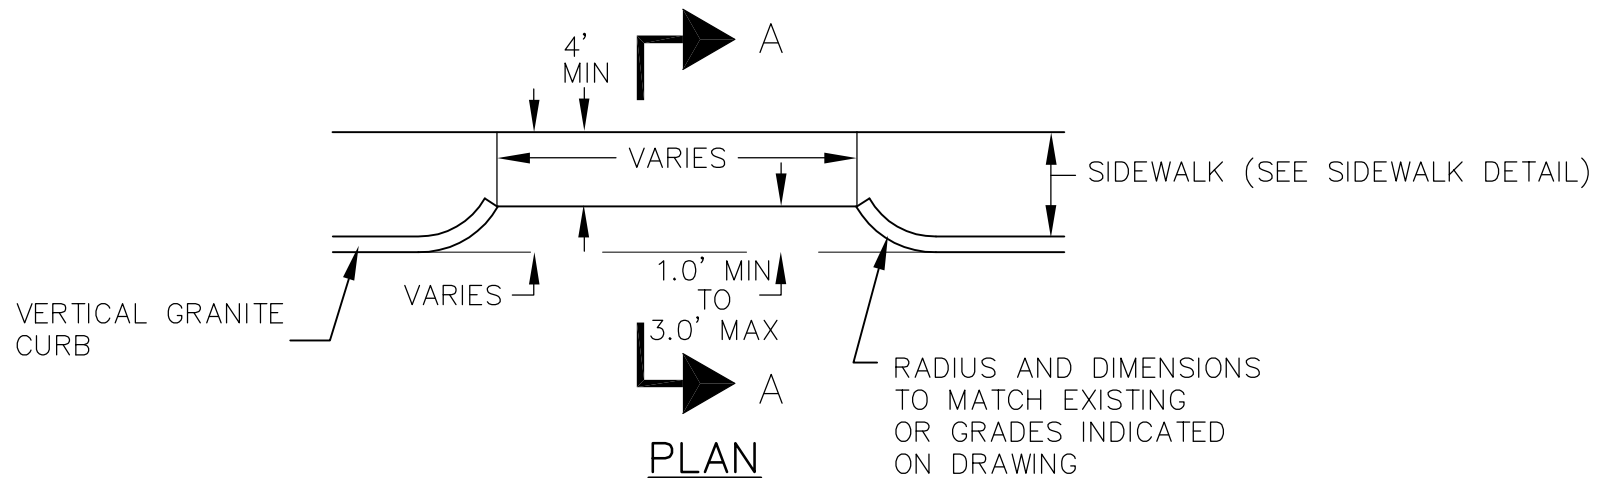 4'
MIN
A
VARIES
SIDEWALK (SEE SIDEWALK DETAIL)
VARIES
1.0' MIN
TO
3.0' MAX
VERTICAL GRANITE
CURB
A
RADIUS AND DIMENSIONS
TO MATCH EXISTING
OR GRADES INDICATED
ON DRAWING
PLAN